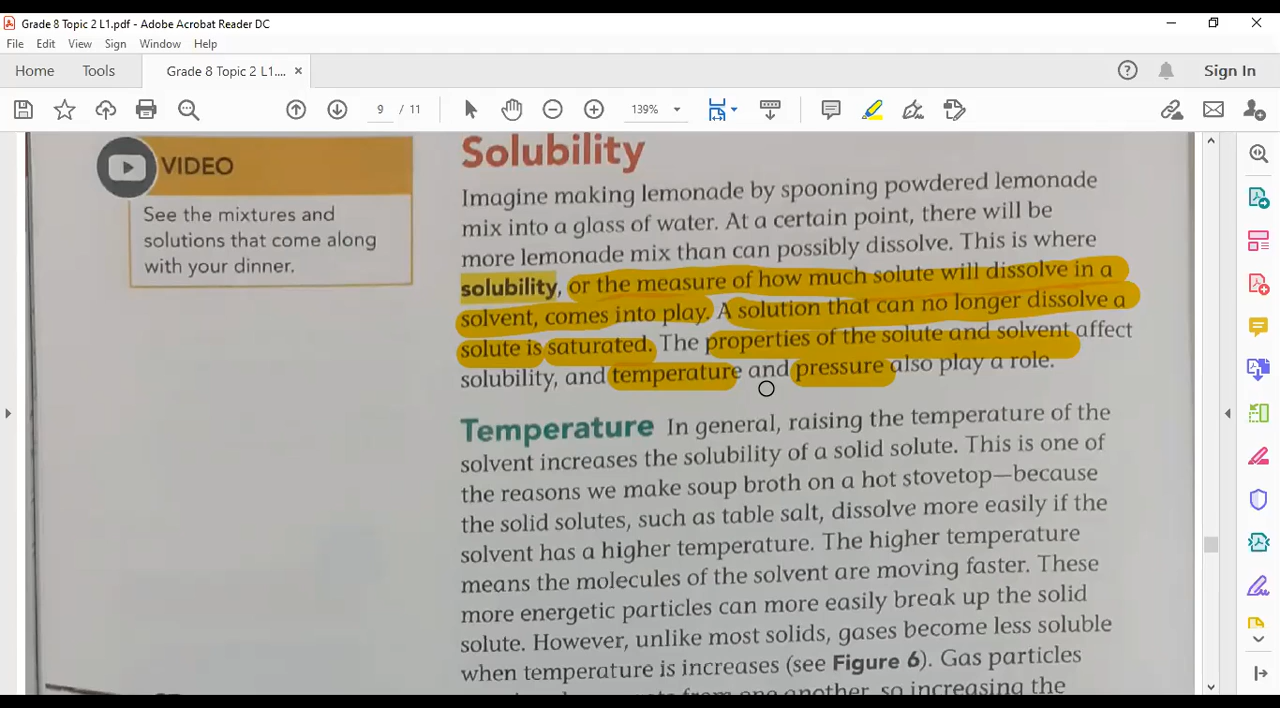 Grade 8 Topic 2 L1.pdf - Adobe Acrobat Reader DC
File Edit View Sign Window Help
Home Tools Grade 8 Topic 2 L1.... × Sign In
9 / 11 139%
VIDEO
See the mixtures and
solutions that come along
with your dinner.
Solubility
Imagine making lemonade by spooning powdered lemonade
mix into a glass of water. At a certain point, there will be
more lemonade mix than can possibly dissolve. This is where
solubility, or the measure of how much solute will dissolve in a
solvent, comes into play. A solution that can no longer dissolve a
solute is saturated. The properties of the solute and solvent affect
solubility, and temperature and pressure also play a role.
Temperature In general, raising the temperature of the
solvent increases the solubility of a solid solute. This is one of
the reasons we make soup broth on a hot stovetop—because
the solid solutes, such as table salt, dissolve more easily if the
solvent has a higher temperature. The higher temperature
means the molecules of the solvent are moving faster. These
more energetic particles can more easily break up the solid
solute. However, unlike most solids, gases become less soluble
when temperature is increases (see Figure 6). Gas particles
from one another, so increasing the